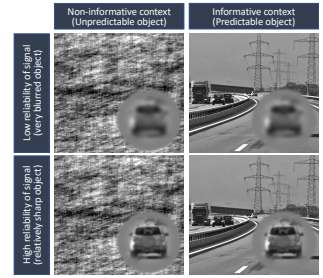 Non-informative context
(Unpredictable object)
Informative context
(Predictable object)
Low reliability of signal
(very blurred object)
High reliability of signal
(relatively sharp object)